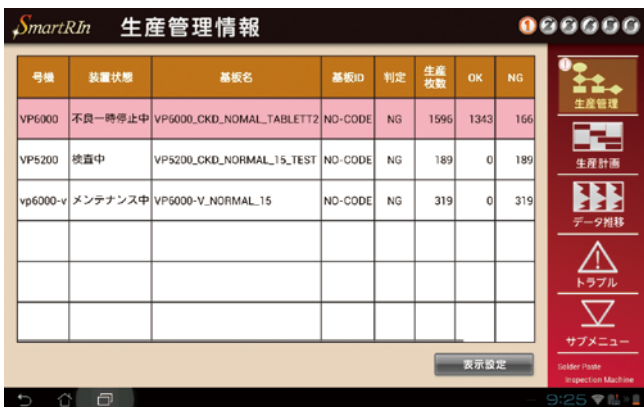 SmartRIn 生産管理情報
号機 装置状態 基板名 基板ID 判定 生産枚数 OK NG
VP6000 不良一時停止中 VP6000_CKD_NOMAL_TABLETT2 NO-CODE NG 1596 1343 166
VP5200 検査中 VP5200_CKD_NORMAL_15_TEST NO-CODE NG 189 0 189
vp6000-v メンテナンス中 VP6000-V_NORMAL_15 NO-CODE NG 319 0 319
生産管理
生産計画
データ推移
トラブル
サブメニュー
表示設定
Solder Paste
Inspection Machine
9:25